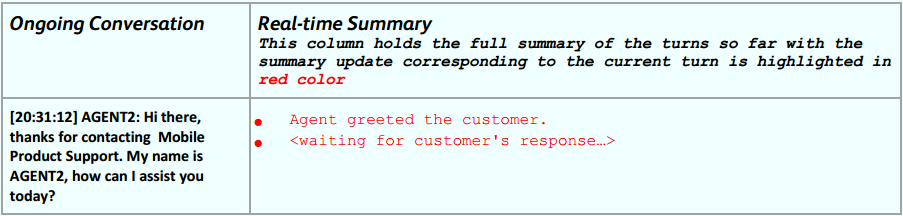 Ongoing Conversation
Real-time Summary
This column holds the full summary of the turns so far with the
summary update corresponding to the current turn is highlighted in
red color
[20:31:12] AGENT2: Hi there,
thanks for contacting Mobile
Product Support. My name is
AGENT2, how can I assist you
today?
• Agent greeted the customer.
• <waiting for customer's response…>